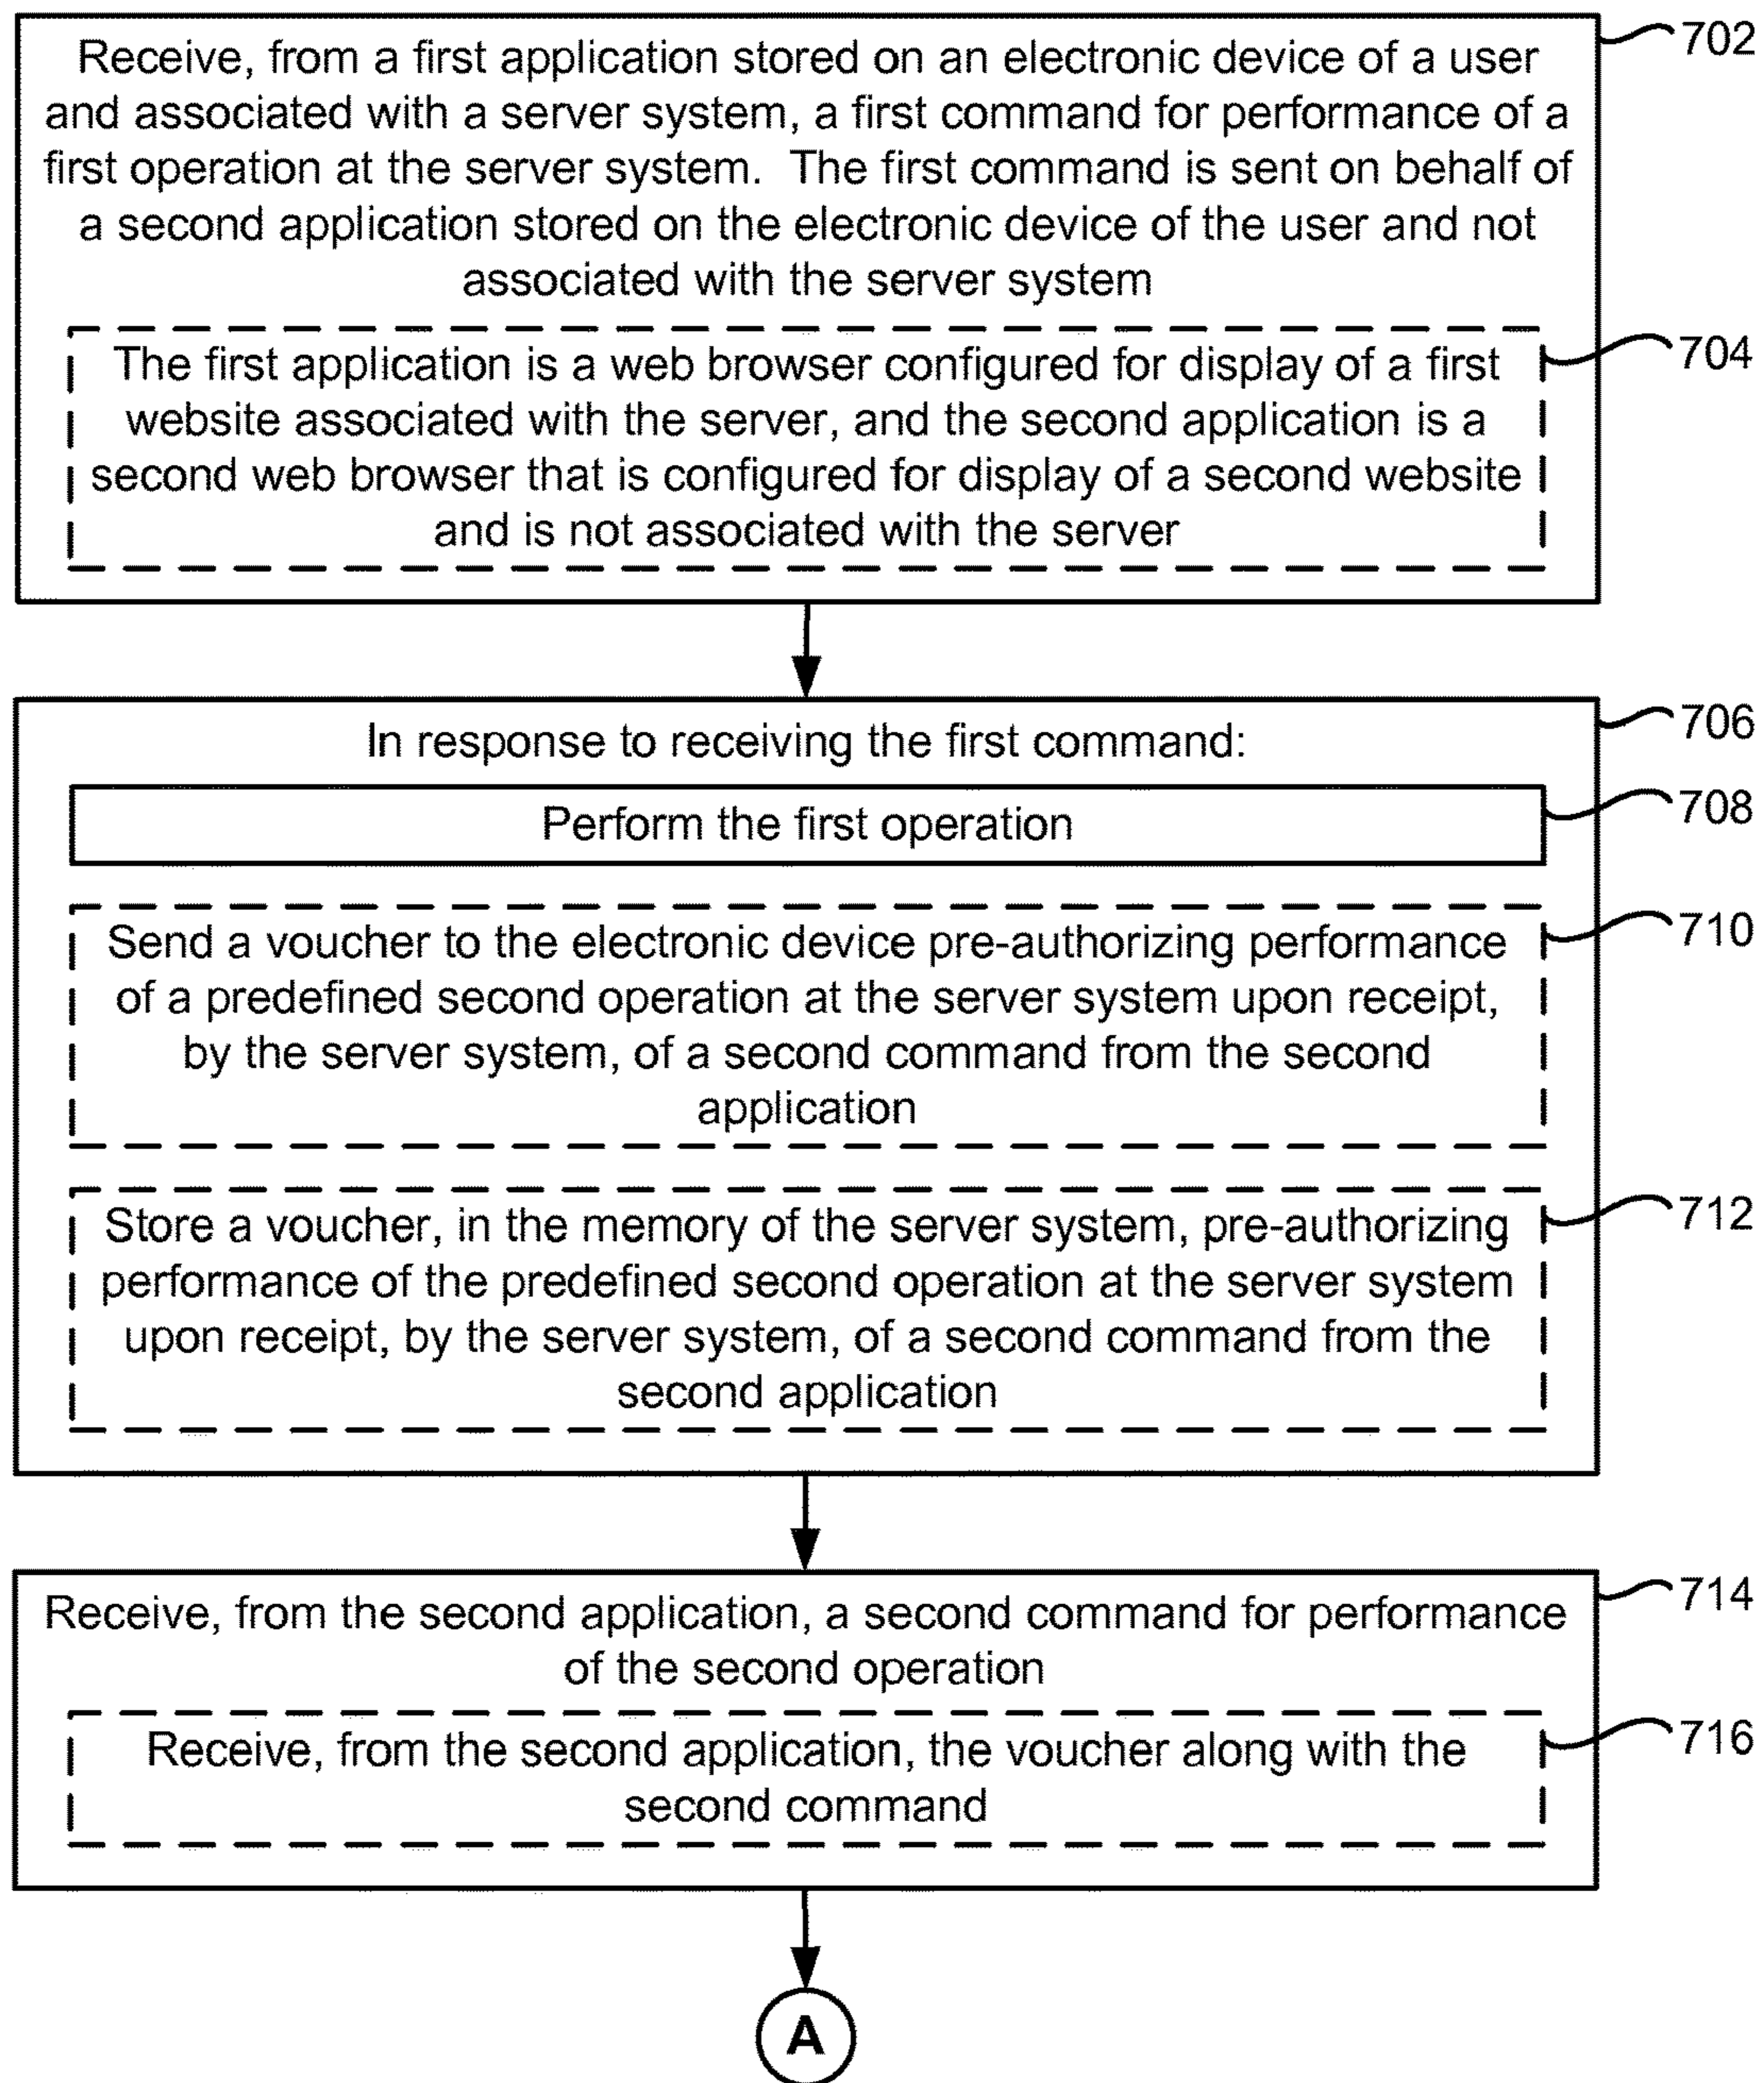 Receive, from a first application stored on an electronic device of a user
and associated with a server system, a first command for performance of a
first operation at the server system.  The first command is sent on behalf of
a second application stored on the electronic device of the user and not
associated with the server system
702
The first application is a web browser configured for display of a first
website associated with the server, and the second application is a
second web browser that is configured for display of a second website
and is not associated with the server
704
In response to receiving the first command:
706
Perform the first operation
708
Send a voucher to the electronic device pre-authorizing performance
of a predefined second operation at the server system upon receipt,
by the server system, of a second command from the second
application
710
Store a voucher, in the memory of the server system, pre-authorizing
performance of the predefined second operation at the server system
upon receipt, by the server system, of a second command from the
second application
712
Receive, from the second application, a second command for performance
of the second operation
714
Receive, from the second application, the voucher along with the
second command
716
A